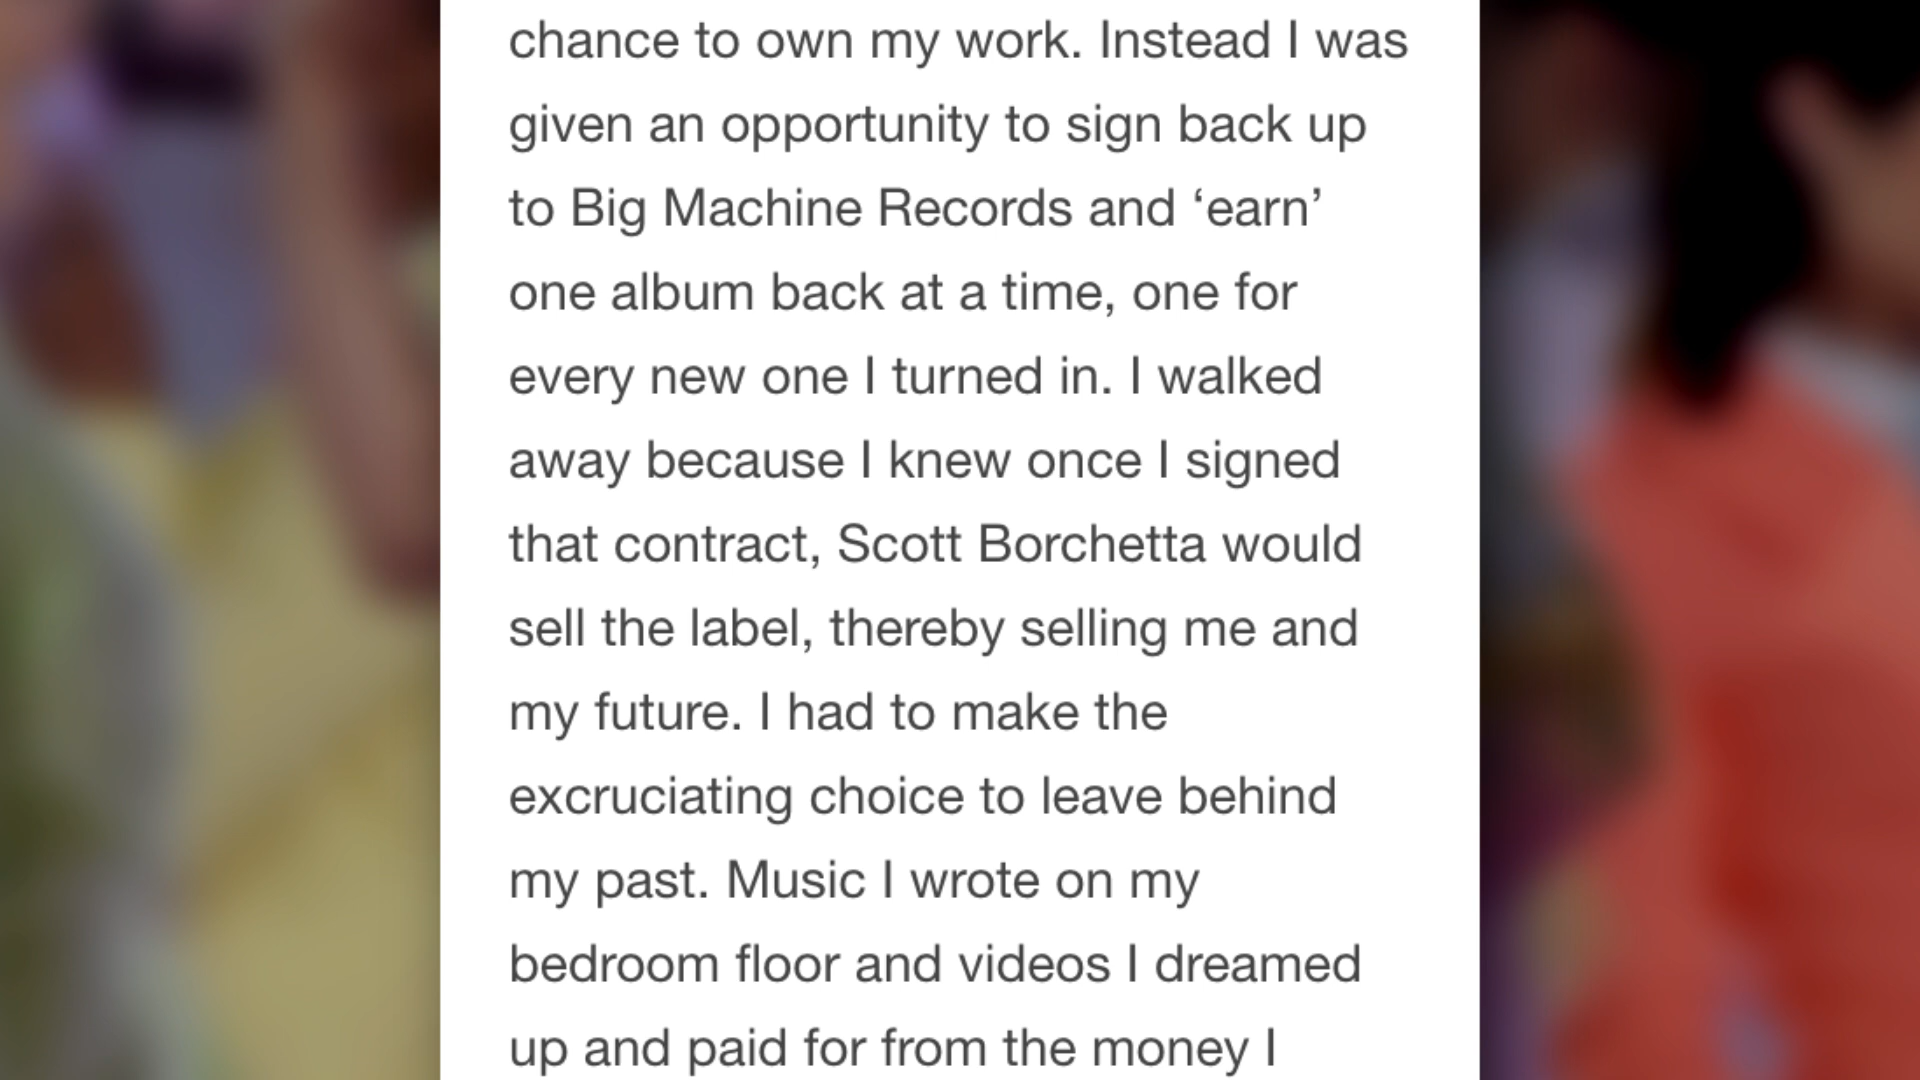 chance to own my work. Instead I was
given an opportunity to sign back up
to Big Machine Records and ‘earn’
one album back at a time, one for
every new one I turned in. I walked
away because I knew once I signed
that contract, Scott Borchetta would
sell the label, thereby selling me and
my future. I had to make the
excruciating choice to leave behind
my past. Music I wrote on my
bedroom floor and videos I dreamed
up and paid for from the money I